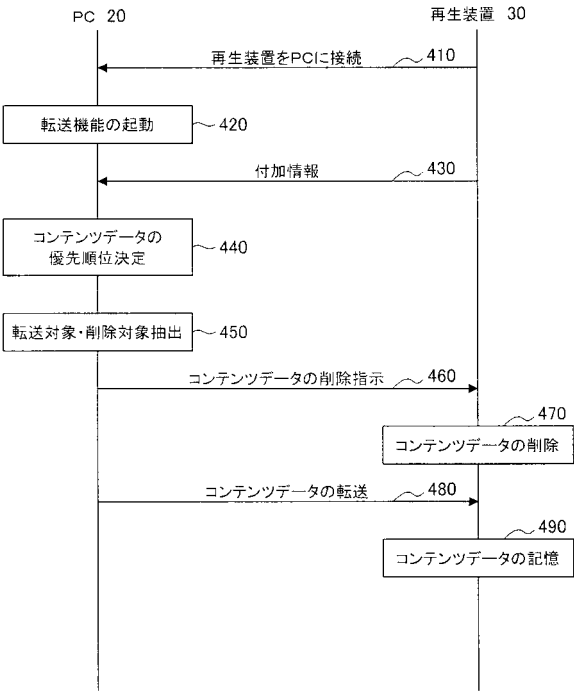 PC 20
再生装置 30
再生装置をPCに接続 410
転送機能の起動 420
付加情報 430
コンテンツデータの
優先順位決定 440
転送対象・削除対象抽出 450
コンテンツデータの削除指示 460
470
コンテンツデータの削除
コンテンツデータの転送 480
490
コンテンツデータの記憶